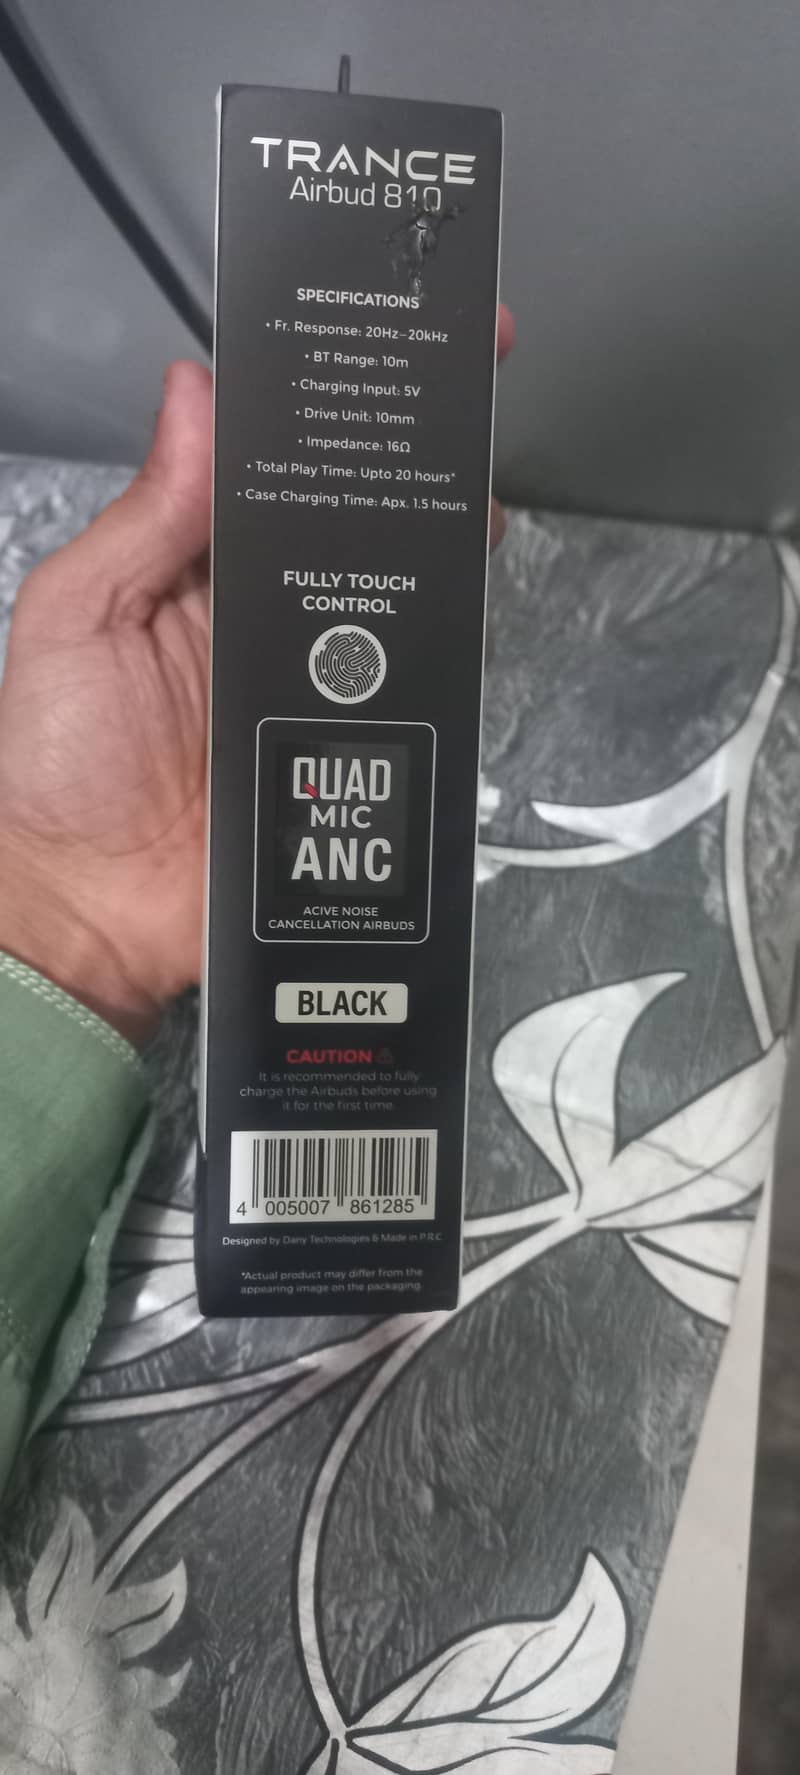 TRANCE
Airbud 810
SPECIFICATIONS
• Fr. Response: 20Hz–20kHz
• BT Range: 10m
• Charging Input: 5V
• Drive Unit: 10mm
• Impedance: 16Ω
• Total Play Time: Upto 20 hours*
• Case Charging Time: Apx. 1.5 hours
FULLY TOUCH
CONTROL
QUAD
MIC
ANC
ACIVE NOISE
CANCELLATION AIRBUDS
BLACK
CAUTION
It is recommended to fully
charge the Airbuds before using
it for the first time.
4 005007 861285
Designed by Dany Technologies & Made in P.R.C
*Actual product may differ from the
appearing image on the packaging.